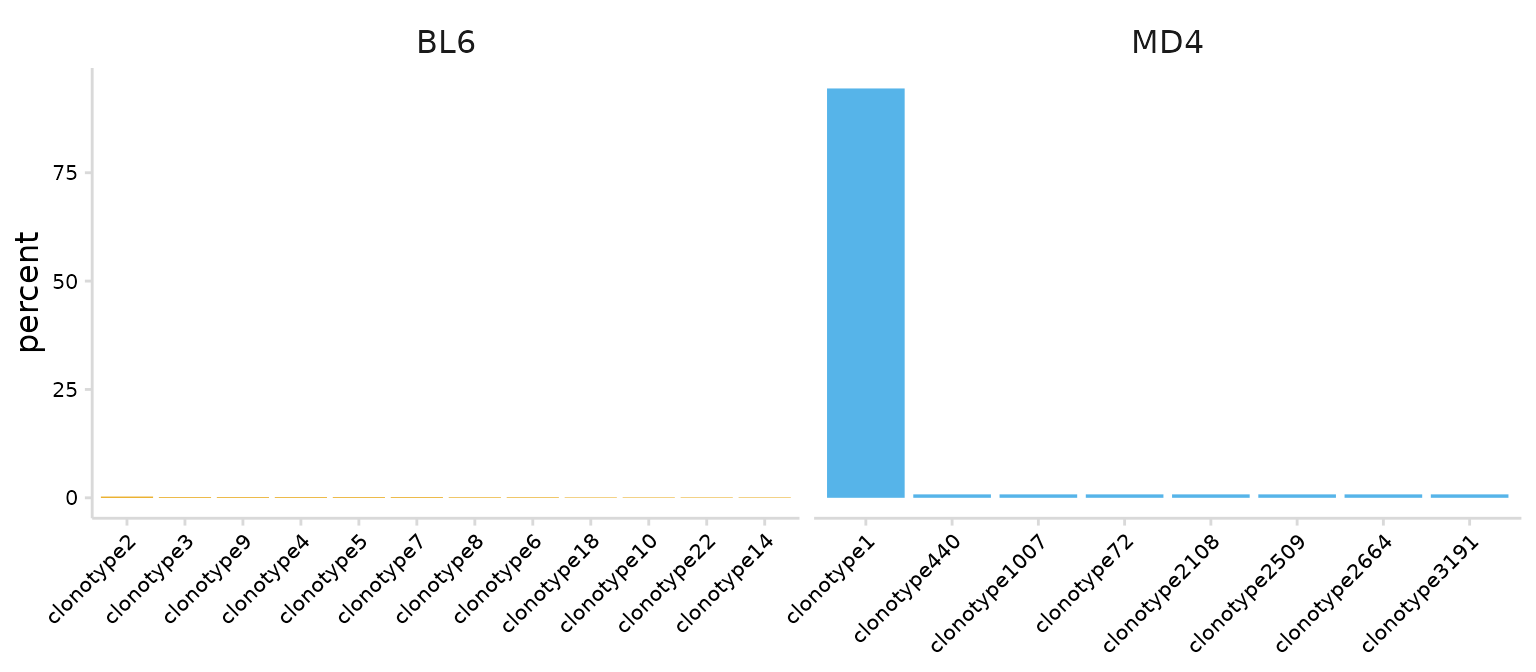 BL6
MD4
percent
75
50
25
0
clonotype2
clonotype3
clonotype9
clonotype4
clonotype5
clonotype7
clonotype8
clonotype6
clonotype18
clonotype10
clonotype22
clonotype14
clonotype1
clonotype440
clonotype1007
clonotype72
clonotype2108
clonotype2509
clonotype2664
clonotype3191